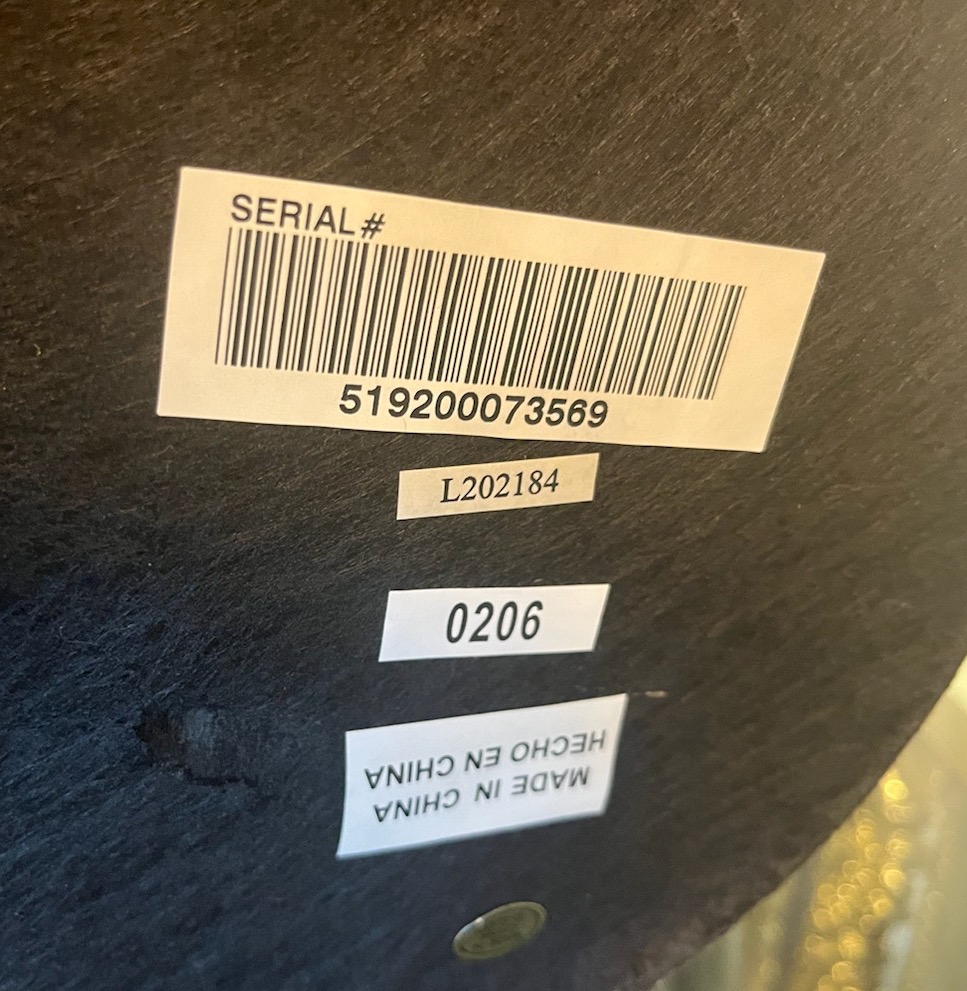 SERIAL#
519200073569
L202184
0206
MADE IN CHINA
HECHO EN CHINA